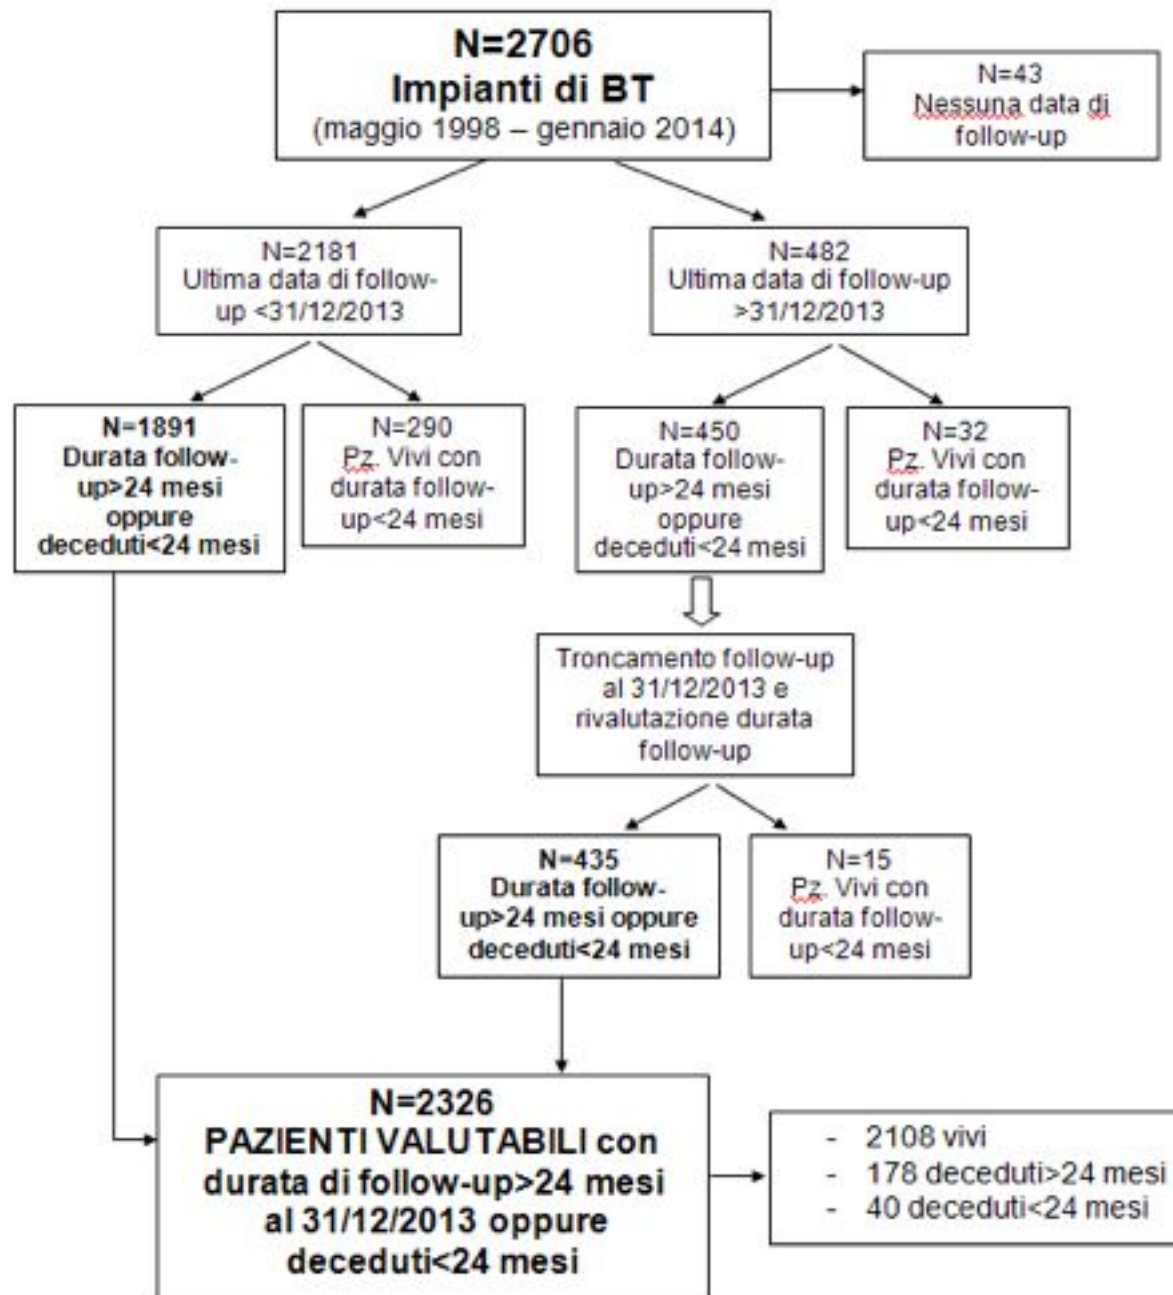 N=2706
Impianti di BT
(maggio 1998 – gennaio 2014)
N=43
Nessuna data di
follow-up
N=2181
Ultima data di follow-
up <31/12/2013
N=482
Ultima data di follow-up
>31/12/2013
N=1891
Durata follow-
up>24 mesi
oppure
deceduti<24 mesi
N=290
Pz. Vivi con
durata follow-
up<24 mesi
N=450
Durata follow-
up>24 mesi
oppure
deceduti<24 mesi
N=32
Pz. Vivi con
durata follow-
up<24 mesi
Troncamento follow-up
al 31/12/2013 e
rivalutazione durata
follow-up
N=435
Durata follow-
up>24 mesi oppure
deceduti<24 mesi
N=15
Pz. Vivi con
durata follow-
up<24 mesi
N=2326
PAZIENTI VALUTABILI con
durata di follow-up>24 mesi
al 31/12/2013 oppure
deceduti<24 mesi
- 2108 vivi
- 178 deceduti>24 mesi
- 40 deceduti<24 mesi